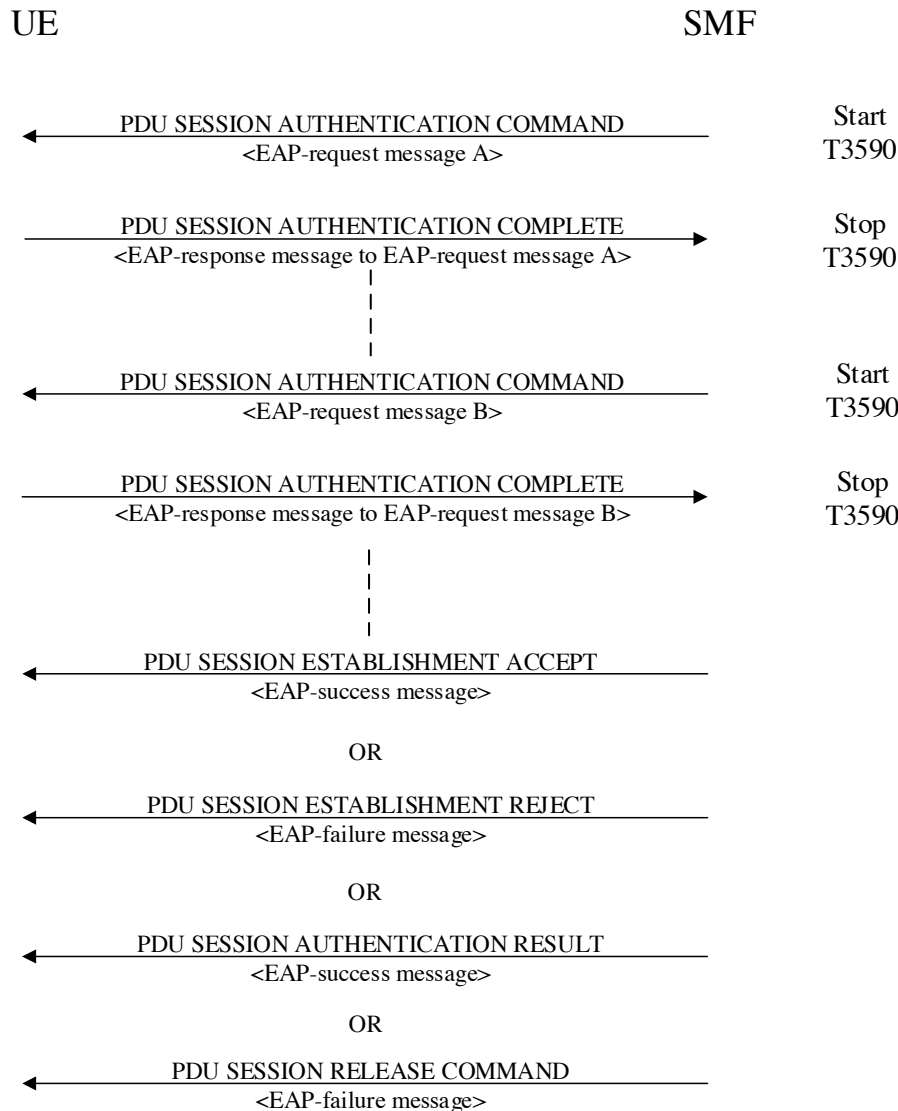 UE
SMF
PDU SESSION AUTHENTICATION COMMAND
<EAP-request message A>
Start
T3590
PDU SESSION AUTHENTICATION COMPLETE
<EAP-response message to EAP-request message A>
Stop
T3590
PDU SESSION AUTHENTICATION COMMAND
<EAP-request message B>
Start
T3590
PDU SESSION AUTHENTICATION COMPLETE
<EAP-response message to EAP-request message B>
Stop
T3590
PDU SESSION ESTABLISHMENT ACCEPT
<EAP-success message>
OR
PDU SESSION ESTABLISHMENT REJECT
<EAP-failure message>
OR
PDU SESSION AUTHENTICATION RESULT
<EAP-success message>
OR
PDU SESSION RELEASE COMMAND
<EAP-failure message>